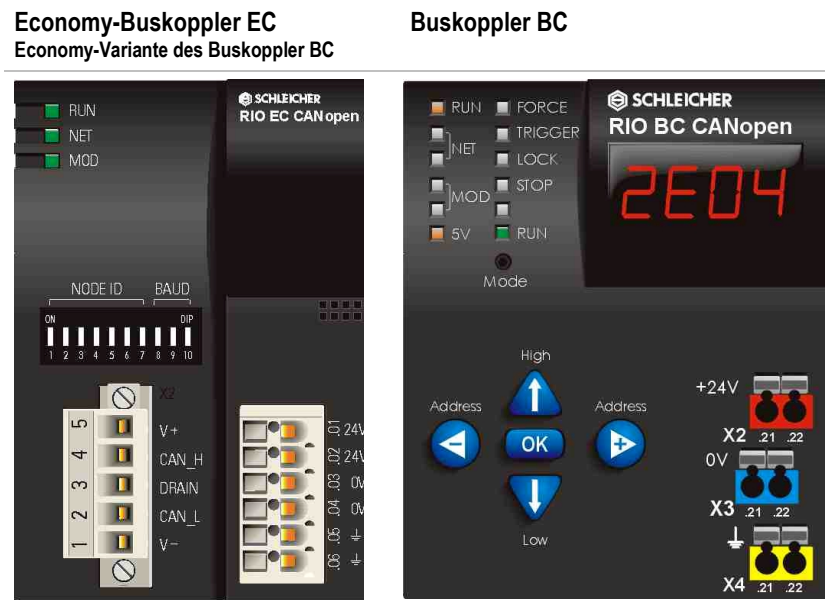 Economy-Buskoppler EC
Economy-Variante des Buskoppler BC
RUN
NET
MOD
SCHLEICHER
RIO EC CANopen
NODE ID BAUD
ON DIP
1 2 3 4 5 6 7 8 9 10
X2
5 V+
4 CAN_H
3 DRAIN
2 CAN_L
1 V-
.01 24V
.02 24V
.03 0V
.04 0V
.05
.06
Buskoppler BC
RUN FORCE
TRIGGER
NET
LOCK
STOP
MOD
5V RUN
Mode
SCHLEICHER
RIO BC CANopen
2E04
High
Address Address
- OK +
Low
+24V
X2 .21 .22
0V
X3 .21 .22
X4 .21 .22